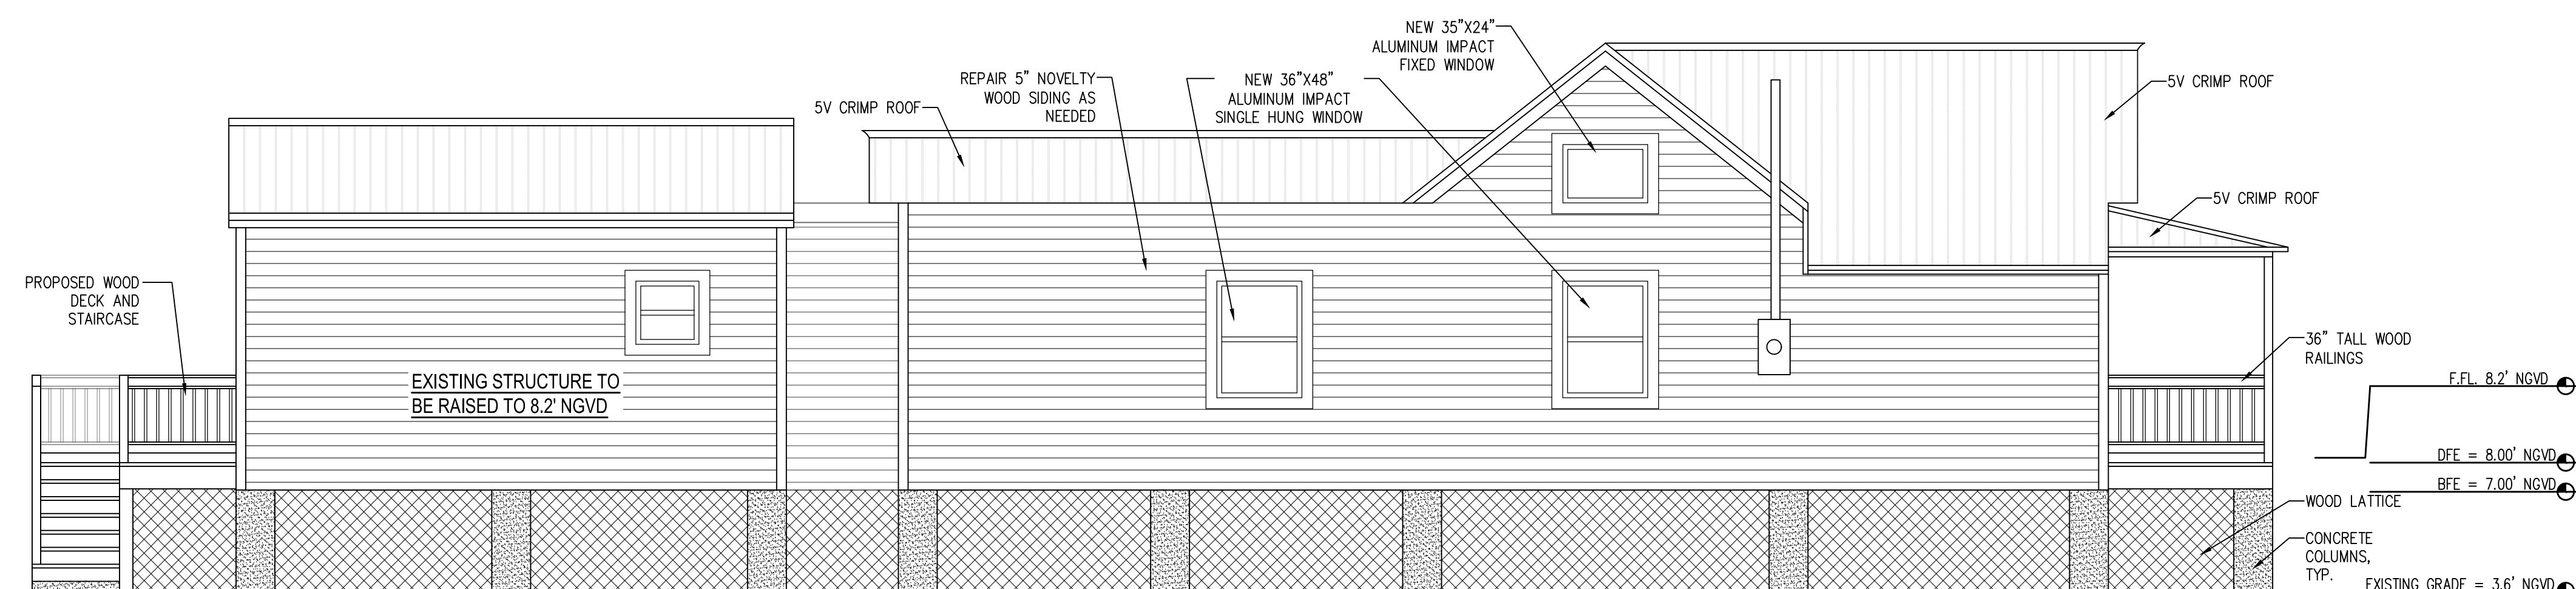 NEW 35"X24"
ALUMINUM IMPACT
FIXED WINDOW
REPAIR 5" NOVELTY
WOOD SIDING AS
NEEDED
NEW 36"X48"
ALUMINUM IMPACT
SINGLE HUNG WINDOW
5V CRIMP ROOF
5V CRIMP ROOF
5V CRIMP ROOF
PROPOSED WOOD
DECK AND
STAIRCASE
EXISTING STRUCTURE TO
BE RAISED TO 8.2' NGVD
36" TALL WOOD
RAILINGS
F.FL. 8.2' NGVD
DFE = 8.00' NGVD
BFE = 7.00' NGVD
WOOD LATTICE
CONCRETE
COLUMNS,
TYP.
EXISTING GRADE = 3.6' NGVD